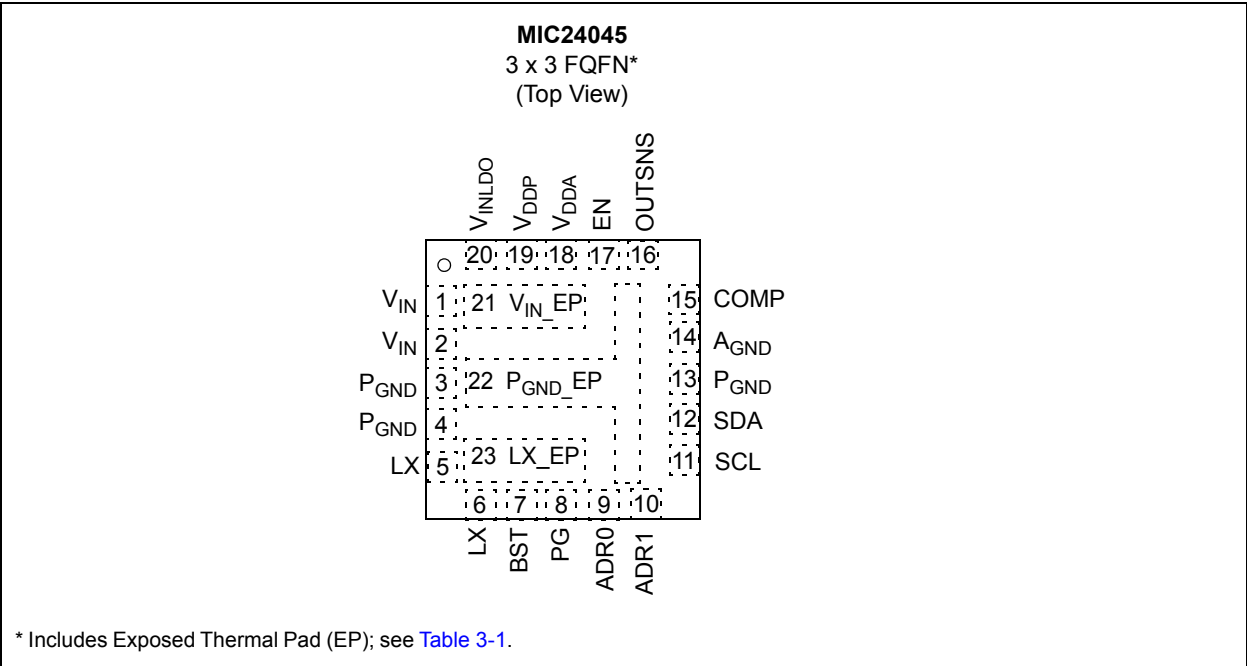 MIC24045
3 x 3 FQFN*
(Top View)
VINLDO
VDDP
VDDA
EN
OUTSNS
20 19 18 17 16
VIN 1
VIN 2
PGND 3
PGND 4
LX 5
21 VIN_EP
22 PGND_EP
23 LX_EP
15 COMP
14 AGND
13 PGND
12 SDA
11 SCL
6 7 8 9 10
LX
BST
PG
ADR0
ADR1
* Includes Exposed Thermal Pad (EP); see Table 3-1.